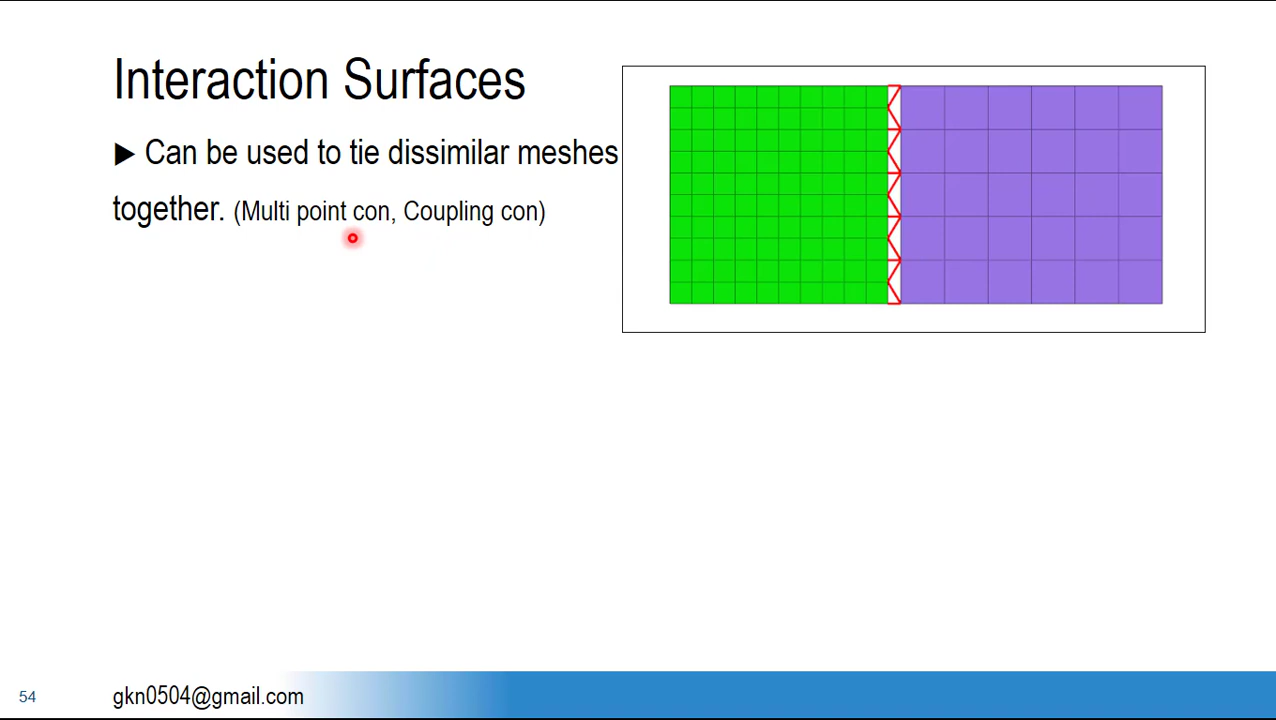 Interaction Surfaces
▶ Can be used to tie dissimilar meshes
together. (Multi point con, Coupling con)
54
gkn0504@gmail.com